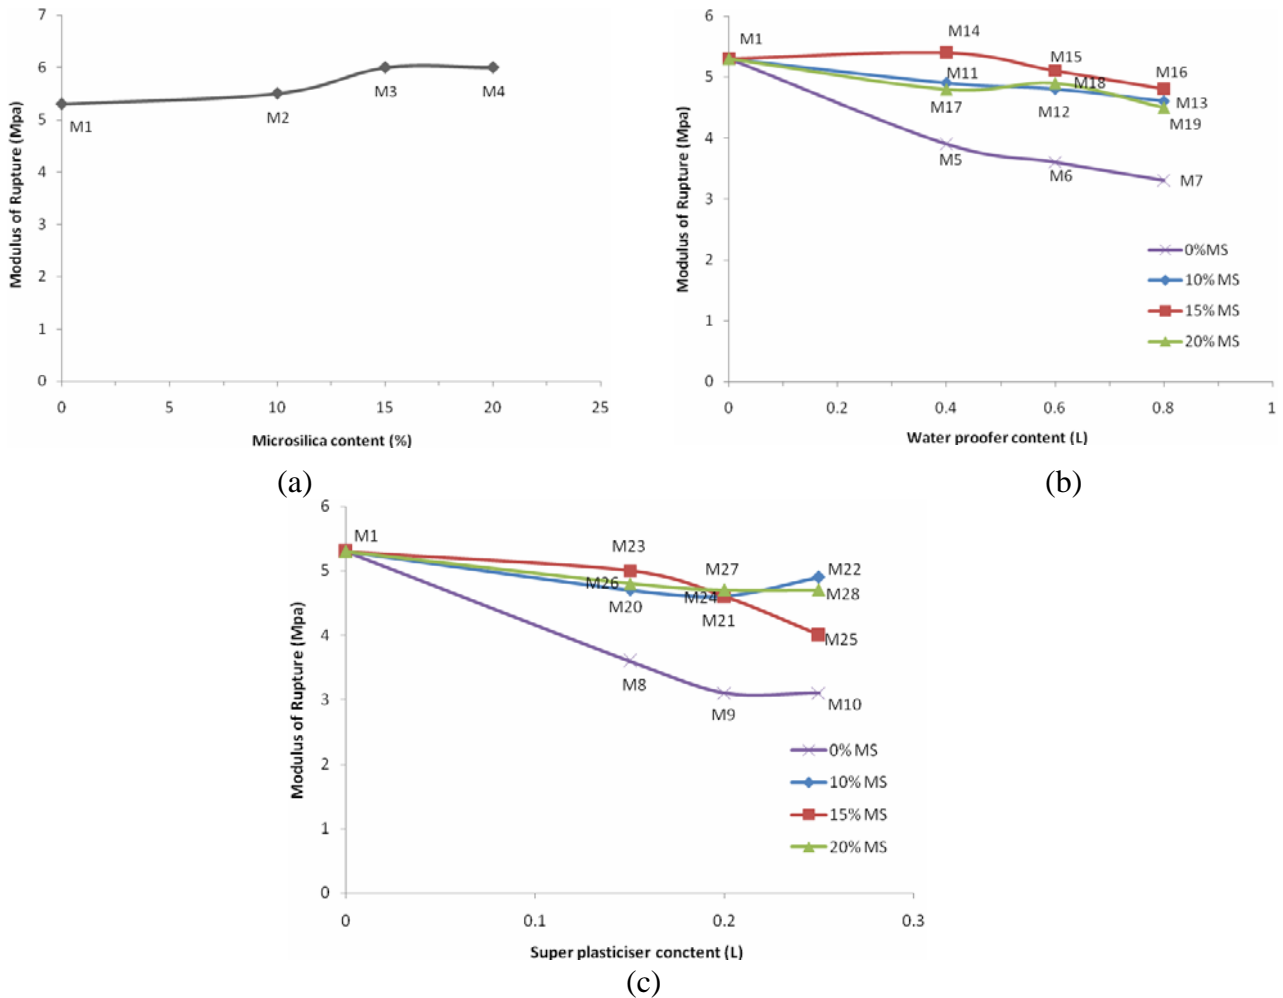 7
6
5
4
3
2
1
0
Modulus of Rupture (Mpa)
M1
M2
M3
M4
0 5 10 15 20 25
Microsilica content (%)
(a)
6
5
4
3
2
1
0
Modulus of Rupture (Mpa)
M1
M14
M15
M16
M11
M18
M13
M17
M12
M19
M5
M6
M7
0%MS
10% MS
15% MS
20% MS
0 0.2 0.4 0.6 0.8 1
Water proofer content (L)
(b)
6
5
4
3
2
1
0
Modulus of Rupture (Mpa)
M1
M23
M27
M22
M26
M24
M28
M20
M21
M25
M8
M9
M10
0% MS
10% MS
15% MS
20% MS
0 0.1 0.2 0.3
Super plasticiser conctent (L)
(c)